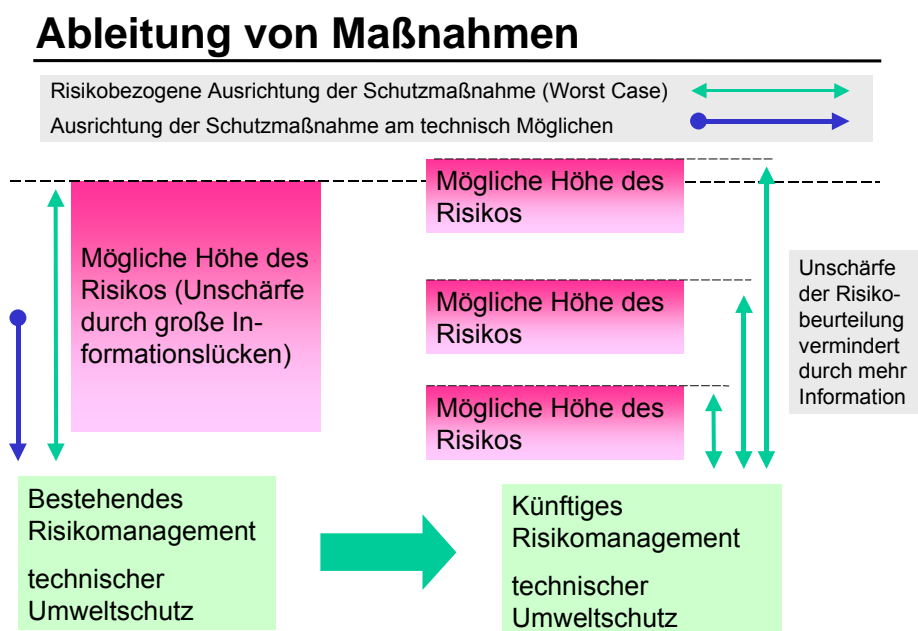 Ableitung von Maßnahmen
Risikobezogene Ausrichtung der Schutzmaßnahme (Worst Case)
Ausrichtung der Schutzmaßnahme am technisch Möglichen
Mögliche Höhe des
Risikos (Unschärfe
durch große In-
formationslücken)
Mögliche Höhe des
Risikos
Mögliche Höhe des
Risikos
Mögliche Höhe des
Risikos
Unschärfe
der Risiko-
beurteilung
vermindert
durch mehr
Information
Bestehendes
Risikomanagement
technischer
Umweltschutz
Künftiges
Risikomanagement
technischer
Umweltschutz